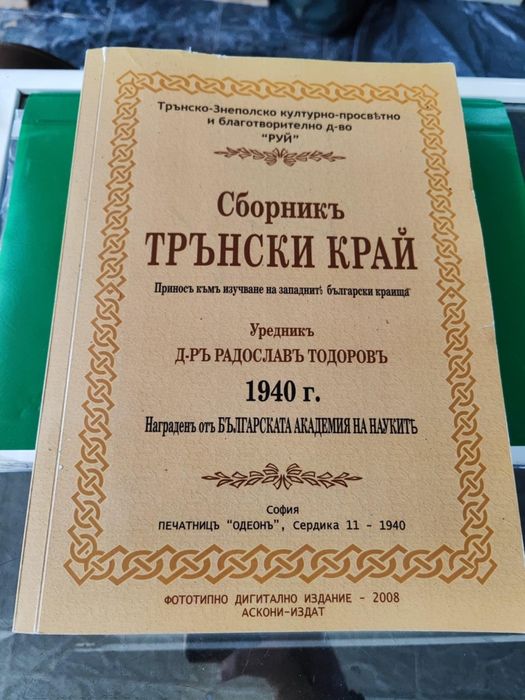 Трънско-Знеполско културно-просвѣтно
и благотворително д-во
“РУЙ”
Сборникъ
ТРЪНСКИ КРАЙ
Приносъ къмъ изучване на западнитѣ български краища
Уредникъ
Д-РЪ РАДОСЛАВЪ ТОДОРОВЪ
1940 г.
Награденъ отъ БЪЛГАРСКАТА АКАДЕМИЯ НА НАУКИТѢ
София
ПЕЧАТНИЦЪ “ОДЕОНЪ”, Сердика 11 - 1940
ФОТОТИПНО ДИГИТАЛНО ИЗДАНИЕ - 2008
АСКОНИ-ИЗДАТ